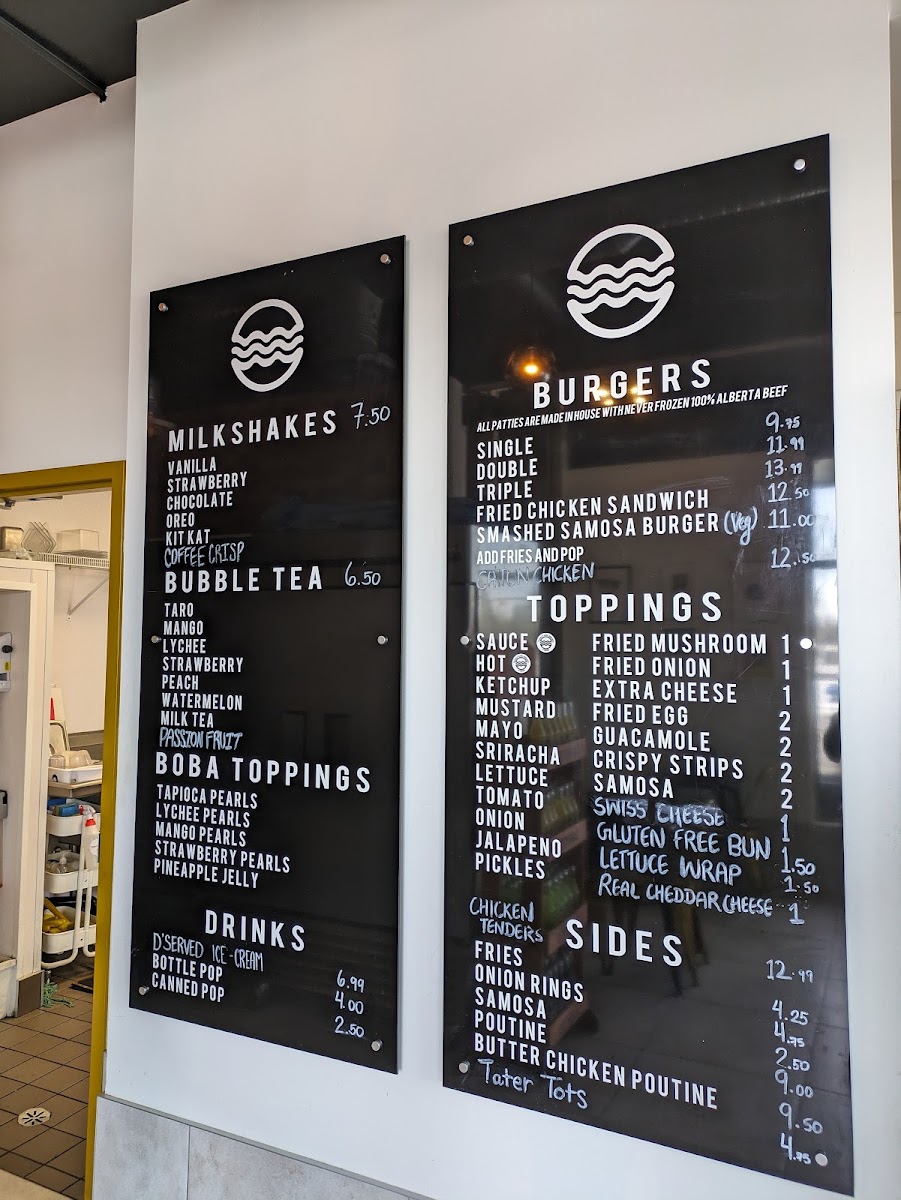 MILKSHAKES 7.50
VANILLA
STRAWBERRY
CHOCOLATE
OREO
KIT KAT
COFFEE CRISP
BUBBLE TEA 6.50
TARO
MANGO
LYCHEE
STRAWBERRY
PEACH
WATERMELON
MILK TEA
PASSION FRUIT
BOBA TOPPINGS
TAPIOCA PEARLS
LYCHEE PEARLS
MANGO PEARLS
STRAWBERRY PEARLS
PINEAPPLE JELLY
DRINKS
D'SERVED ICE-CREAM 6.99
BOTTLE POP 4.00
CANNED POP 2.50
BURGERS
ALL PATTIES ARE MADE IN HOUSE WITH NEVER FROZEN 100% ALBERTA BEEF
SINGLE 9.75
DOUBLE 11.99
TRIPLE 13.99
FRIED CHICKEN SANDWICH 12.50
SMASHED SAMOSA BURGER (Veg) 11.00
ADD FRIES AND POP
CAJUN CHICKEN 12.50
TOPPINGS
SAUCE
HOT
KETCHUP
MUSTARD
MAYO
SRIRACHA
LETTUCE
TOMATO
ONION
JALAPENO
PICKLES
FRIED MUSHROOM 1
FRIED ONION 1
EXTRA CHEESE 1
FRIED EGG 2
GUACAMOLE 2
CRISPY STRIPS 2
SAMOSA 2
SWISS CHEESE 1
GLUTEN FREE BUN 1.50
LETTUCE WRAP 1.50
REAL CHEDDAR CHEESE 1
SIDES
CHICKEN
TENDERS 12.99
FRIES 4.25
ONION RINGS 4.75
SAMOSA 2.50
POUTINE 9.00
BUTTER CHICKEN POUTINE 9.50
Tater Tots 4.75